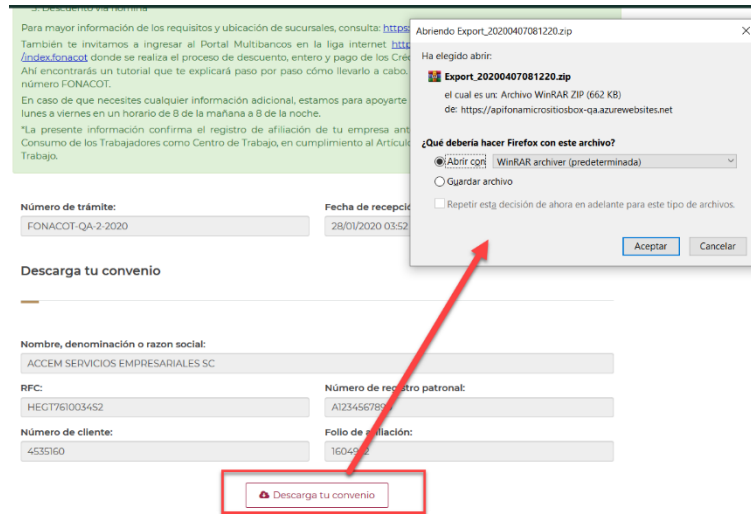 3. Descuento vía nómina
Para mayor información de los requisitos y ubicación de sucursales, consulta: https:
También te invitamos a ingresar al Portal Multibancos en la liga internet http
/index.fonacot donde se realiza el proceso de descuento, entero y pago de los Cré
Ahí encontrarás un tutorial que te explicará paso por paso cómo llevarlo a cabo.
número FONACOT.
En caso de que necesites cualquier información adicional, estamos para apoyarte
lunes a viernes en un horario de 8 de la mañana a 8 de la noche.
*La presente información confirma el registro de afiliación de tu empresa ant
Consumo de los Trabajadores como Centro de Trabajo, en cumplimiento al Artícul
Trabajo.
Abriendo Export_20200407081220.zip
Ha elegido abrir:
Export_20200407081220.zip
el cual es un: Archivo WinRAR ZIP (662 KB)
de: https://apifonamicrositiosbox-qa.azurewebsites.net
¿Qué debería hacer Firefox con este archivo?
Abrir con WinRAR archiver (predeterminada)
Guardar archivo
Repetir esta decisión de ahora en adelante para este tipo de archivos.
Aceptar Cancelar
Número de trámite: Fecha de recepció
FONACOT-QA-2-2020 28/01/2020 03:52
Descarga tu convenio
Nombre, denominación o razon social:
ACCEM SERVICIOS EMPRESARIALES SC
RFC: Número de registro patronal:
HEGT7610034S2 A123456789
Número de cliente: Folio de afiliación:
4535160
Descarga tu convenio